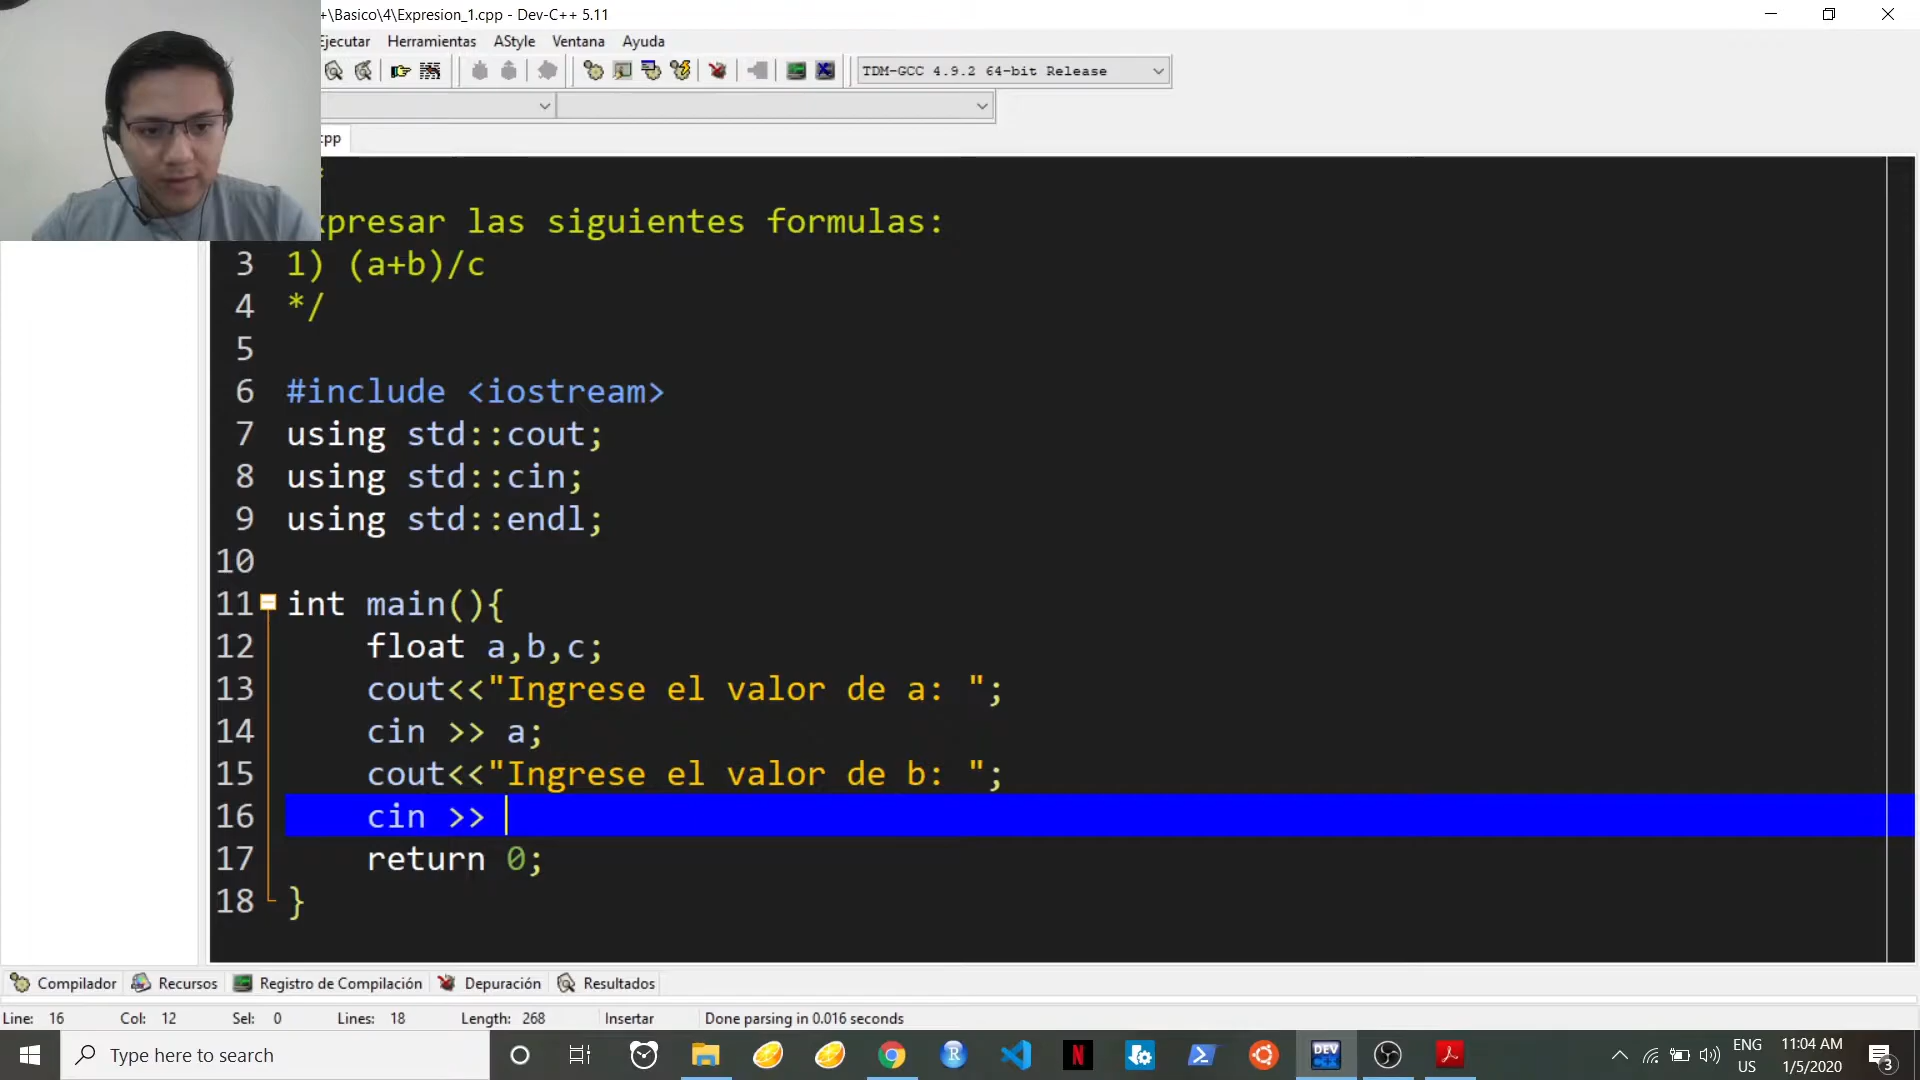 +\Basico\4\Expresion_1.cpp - Dev-C++ 5.11
Ejecutar Herramientas AStyle Ventana Ayuda
TDM-GCC 4.9.2 64-bit Release
cpp
xpresar las siguientes formulas:
3 1) (a+b)/c
4 */
5
6 #include <iostream>
7 using std::cout;
8 using std::cin;
9 using std::endl;
10
11 int main(){
12 float a,b,c;
13 cout<<"Ingrese el valor de a: ";
14 cin >> a;
15 cout<<"Ingrese el valor de b: ";
16 cin >>
17 return 0;
18 }
Compilador Recursos Registro de Compilación Depuración Resultados
Line: 16 Col: 12 Sel: 0 Lines: 18 Length: 268 Insertar Done parsing in 0.016 seconds
Type here to search
R
N
DEV
ENG
US
11:04 AM
1/5/2020
3